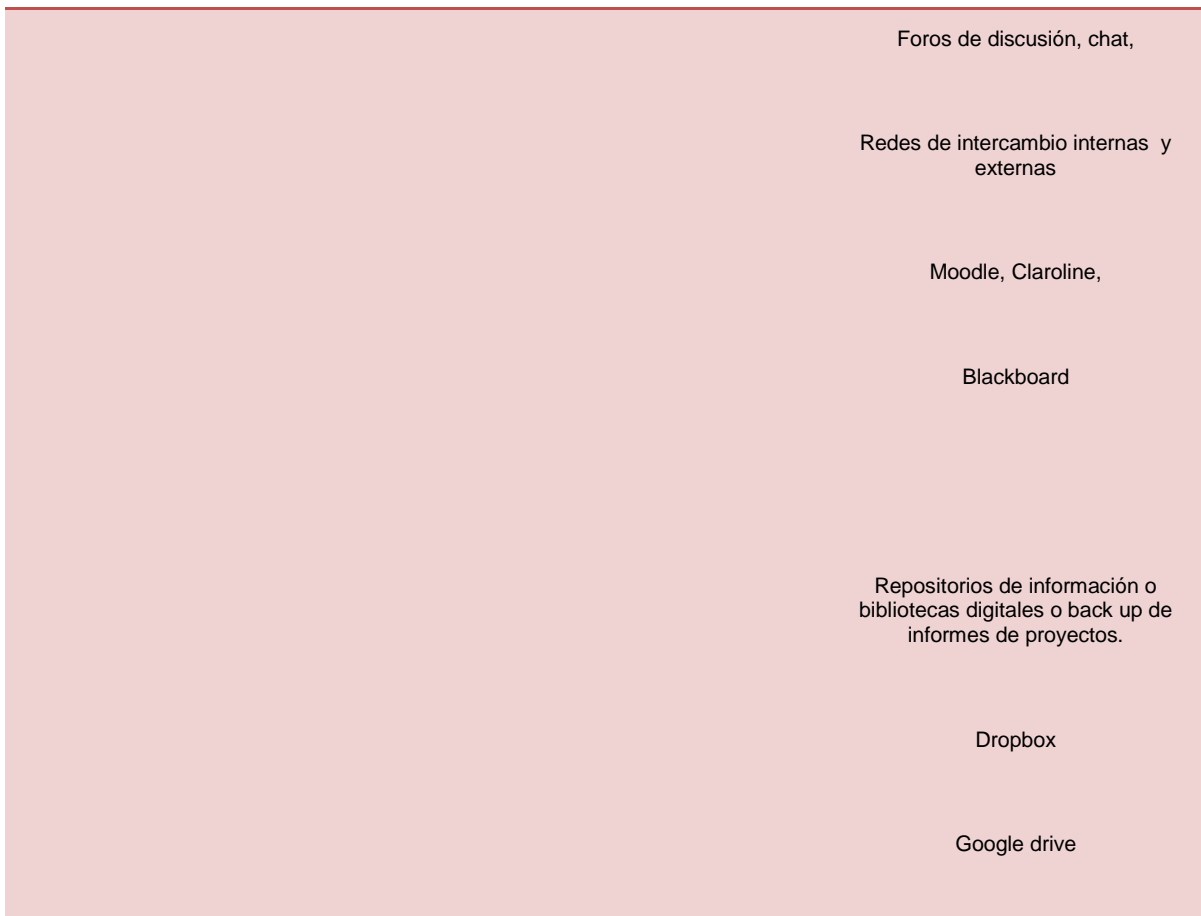 Foros de discusión, chat,
Redes de intercambio internas y
externas
Moodle, Claroline,
Blackboard
Repositorios de información o
bibliotecas digitales o back up de
informes de proyectos.
Dropbox
Google drive